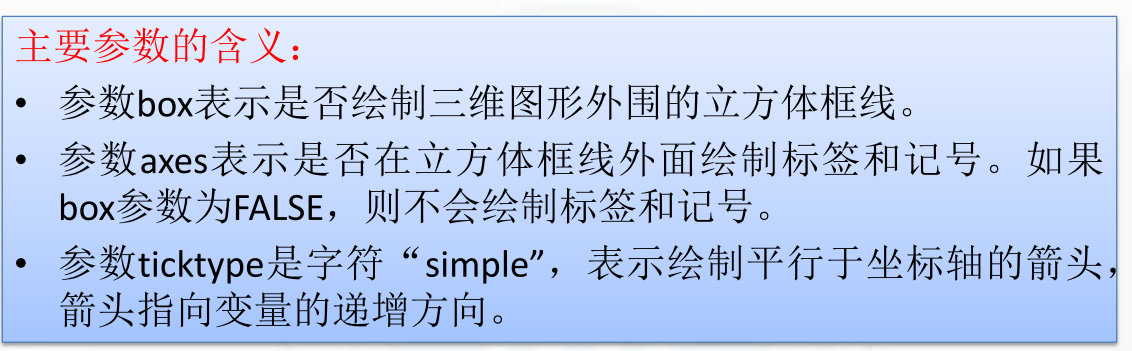 主要参数的含义：
• 参数box表示是否绘制三维图形外围的立方体框线。
• 参数axes表示是否在立方体框线外面绘制标签和记号。如果
box参数为FALSE，则不会绘制标签和记号。
• 参数ticktype是字符“simple”，表示绘制平行于坐标轴的箭头，
箭头指向变量的递增方向。